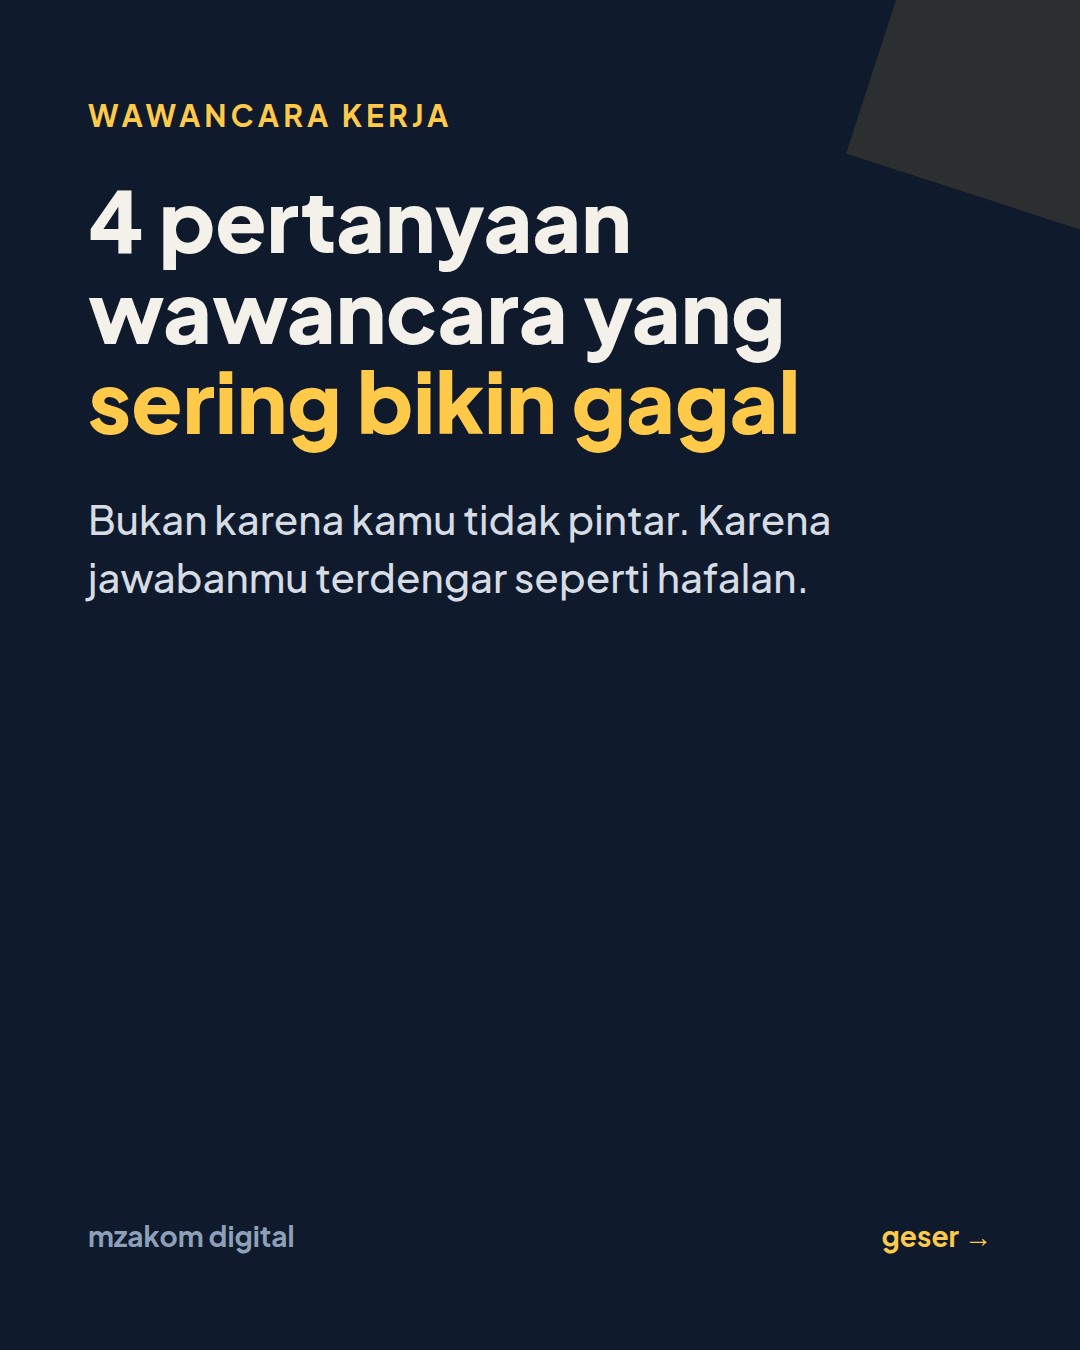 WAWANCARA KERJA
4 pertanyaan
wawancara yang
sering bikin gagal
Bukan karena kamu tidak pintar. Karena
jawabanmu terdengar seperti hafalan.
mzakom digital
geser →